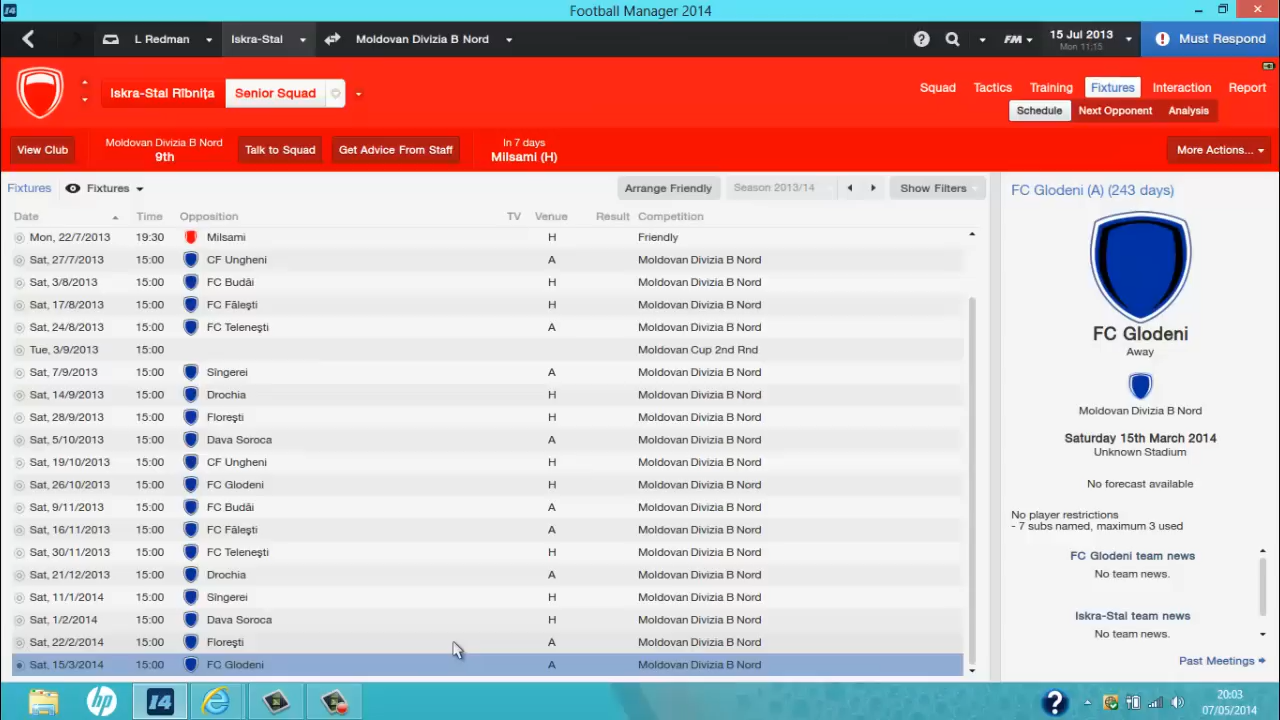 Football Manager 2014
L Redman Iskra-Stal Moldovan Divizia B Nord FM 15 Jul 2013 Mon 11:15 Must Respond
Iskra-Stal Rîbniţa Senior Squad Squad Tactics Training Fixtures Interaction Report
Schedule Next Opponent Analysis
View Club Moldovan Divizia B Nord 9th Talk to Squad Get Advice From Staff In 7 days Milsami (H) More Actions...
Fixtures Fixtures Arrange Friendly Season 2013/14 Show Filters
Date Time Opposition TV Venue Result Competition
Mon, 22/7/2013 19:30 Milsami H Friendly
Sat, 27/7/2013 15:00 CF Ungheni A Moldovan Divizia B Nord
Sat, 3/8/2013 15:00 FC Budăi H Moldovan Divizia B Nord
Sat, 17/8/2013 15:00 FC Făleşti H Moldovan Divizia B Nord
Sat, 24/8/2013 15:00 FC Teleneşti A Moldovan Divizia B Nord
Tue, 3/9/2013 15:00 Moldovan Cup 2nd Rnd
Sat, 7/9/2013 15:00 Sîngerei A Moldovan Divizia B Nord
Sat, 14/9/2013 15:00 Drochia H Moldovan Divizia B Nord
Sat, 28/9/2013 15:00 Floreşti H Moldovan Divizia B Nord
Sat, 5/10/2013 15:00 Dava Soroca A Moldovan Divizia B Nord
Sat, 19/10/2013 15:00 CF Ungheni H Moldovan Divizia B Nord
Sat, 26/10/2013 15:00 FC Glodeni H Moldovan Divizia B Nord
Sat, 9/11/2013 15:00 FC Budăi A Moldovan Divizia B Nord
Sat, 16/11/2013 15:00 FC Făleşti A Moldovan Divizia B Nord
Sat, 30/11/2013 15:00 FC Teleneşti H Moldovan Divizia B Nord
Sat, 21/12/2013 15:00 Drochia A Moldovan Divizia B Nord
Sat, 11/1/2014 15:00 Sîngerei H Moldovan Divizia B Nord
Sat, 1/2/2014 15:00 Dava Soroca H Moldovan Divizia B Nord
Sat, 22/2/2014 15:00 Floreşti A Moldovan Divizia B Nord
Sat, 15/3/2014 15:00 FC Glodeni A Moldovan Divizia B Nord
FC Glodeni (A) (243 days)
FC Glodeni
Away
Moldovan Divizia B Nord
Saturday 15th March 2014
Unknown Stadium
No forecast available
No player restrictions
- 7 subs named, maximum 3 used
FC Glodeni team news
No team news.
Iskra-Stal team news
No team news.
Past Meetings
20:03
07/05/2014